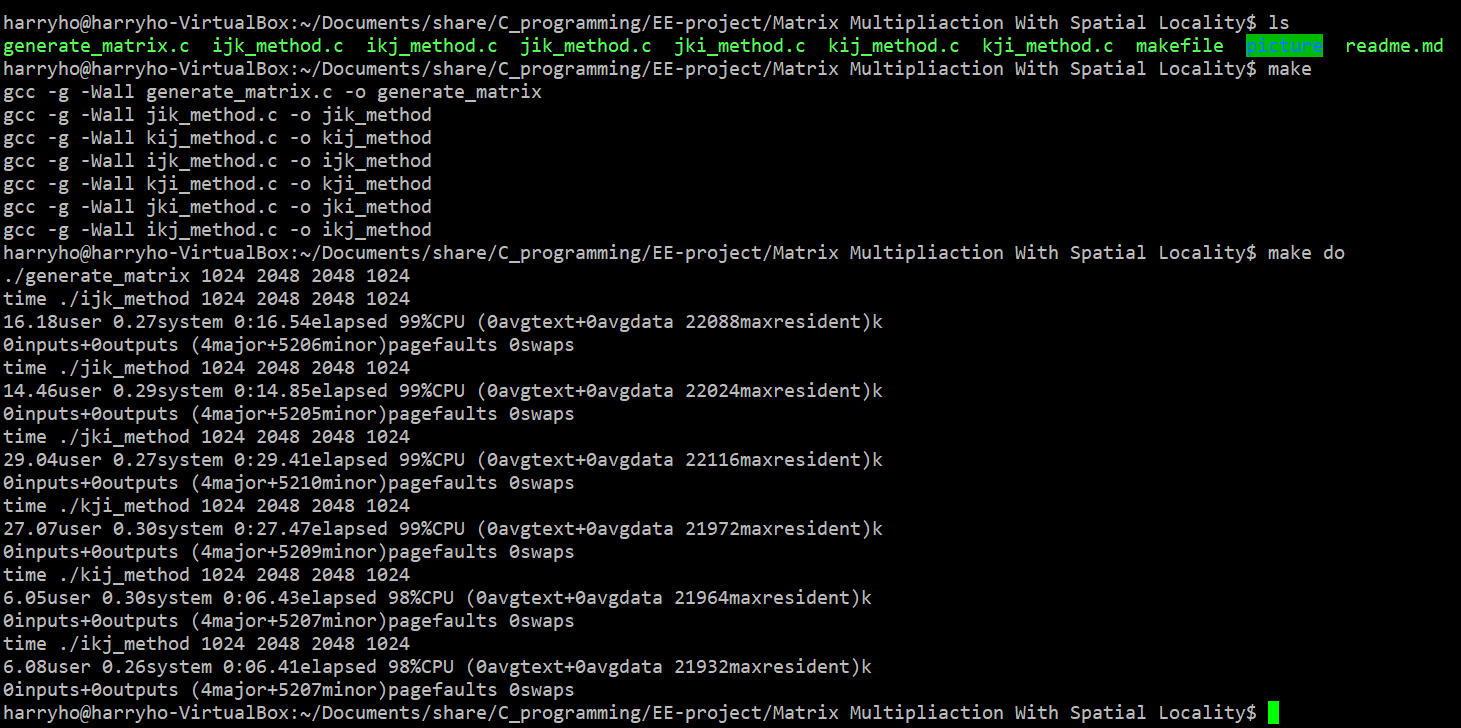 harryho@harryho-VirtualBox:~/Documents/share/C_programming/EE-project/Matrix Multipliaction With Spatial Locality$ ls
generate_matrix.c  ijk_method.c  ikj_method.c  jik_method.c  jki_method.c  kij_method.c  kji_method.c  makefile  picture  readme.md
harryho@harryho-VirtualBox:~/Documents/share/C_programming/EE-project/Matrix Multipliaction With Spatial Locality$ make
gcc -g -Wall generate_matrix.c -o generate_matrix
gcc -g -Wall jik_method.c -o jik_method
gcc -g -Wall kij_method.c -o kij_method
gcc -g -Wall ijk_method.c -o ijk_method
gcc -g -Wall kji_method.c -o kji_method
gcc -g -Wall jki_method.c -o jki_method
gcc -g -Wall ikj_method.c -o ikj_method
harryho@harryho-VirtualBox:~/Documents/share/C_programming/EE-project/Matrix Multipliaction With Spatial Locality$ make do
./generate_matrix 1024 2048 2048 1024
time ./ijk_method 1024 2048 2048 1024
16.18user 0.27system 0:16.54elapsed 99%CPU (0avgtext+0avgdata 22088maxresident)k
0inputs+0outputs (4major+5206minor)pagefaults 0swaps
time ./jik_method 1024 2048 2048 1024
14.46user 0.29system 0:14.85elapsed 99%CPU (0avgtext+0avgdata 22024maxresident)k
0inputs+0outputs (4major+5205minor)pagefaults 0swaps
time ./jki_method 1024 2048 2048 1024
29.04user 0.27system 0:29.41elapsed 99%CPU (0avgtext+0avgdata 22116maxresident)k
0inputs+0outputs (4major+5210minor)pagefaults 0swaps
time ./kji_method 1024 2048 2048 1024
27.07user 0.30system 0:27.47elapsed 99%CPU (0avgtext+0avgdata 21972maxresident)k
0inputs+0outputs (4major+5209minor)pagefaults 0swaps
time ./kij_method 1024 2048 2048 1024
6.05user 0.30system 0:06.43elapsed 98%CPU (0avgtext+0avgdata 21964maxresident)k
0inputs+0outputs (4major+5207minor)pagefaults 0swaps
time ./ikj_method 1024 2048 2048 1024
6.08user 0.26system 0:06.41elapsed 98%CPU (0avgtext+0avgdata 21932maxresident)k
0inputs+0outputs (4major+5207minor)pagefaults 0swaps
harryho@harryho-VirtualBox:~/Documents/share/C_programming/EE-project/Matrix Multipliaction With Spatial Locality$